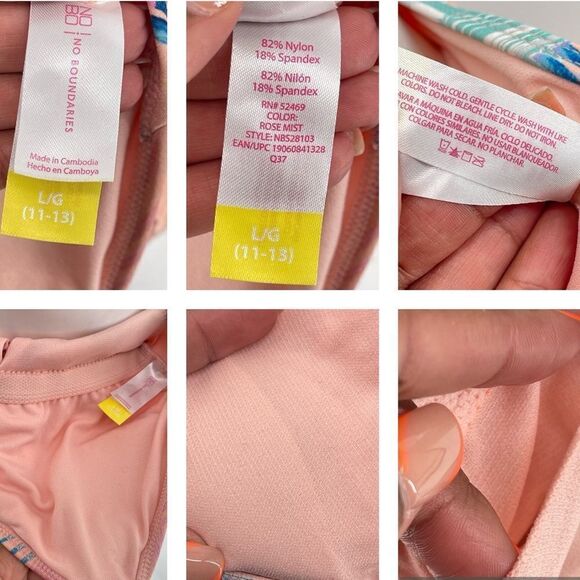 NO
BO
NO BOUNDARIES
Made in Cambodia
Hecho en Camboya
L/G
(11-13)
82% Nylon
18% Spandex
82% Nilón
18% Spandex
RN# 52469
COLOR:
ROSE MIST
STYLE: NBS28103
EAN/UPC 19060841328
Q37
L/G
(11-13)
MACHINE WASH COLD, GENTLE CYCLE. WASH WITH LIKE
COLORS. DO NOT BLEACH. LINE DRY. DO NOT IRON.
LAVAR A MÁQUINA EN AGUA FRÍA, CICLO DELICADO.
CON COLORES SIMILARES. NO USAR BLANQUEADOR.
COLGAR PARA SECAR. NO PLANCHAR.